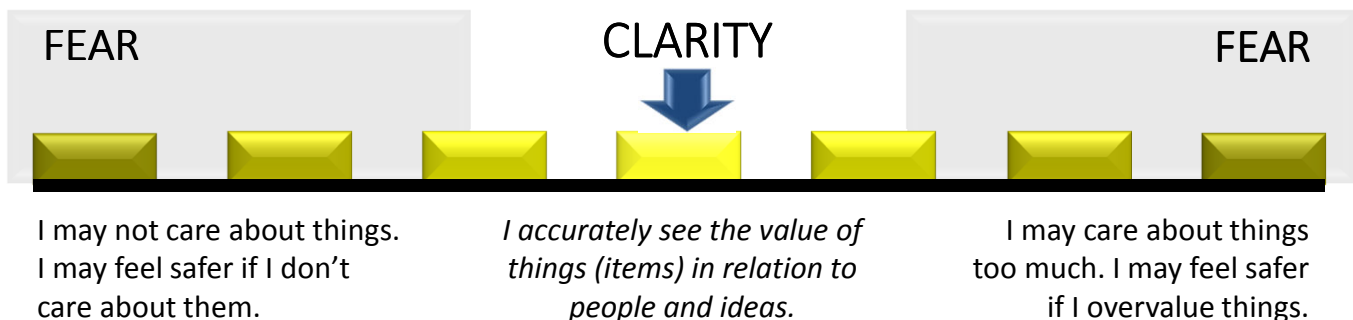 FEAR
CLARITY
FEAR
I may not care about things.
I may feel safer if I don’t
care about them.
I accurately see the value of
things (items) in relation to
people and ideas.
I may care about things
too much. I may feel safer
if I overvalue things.